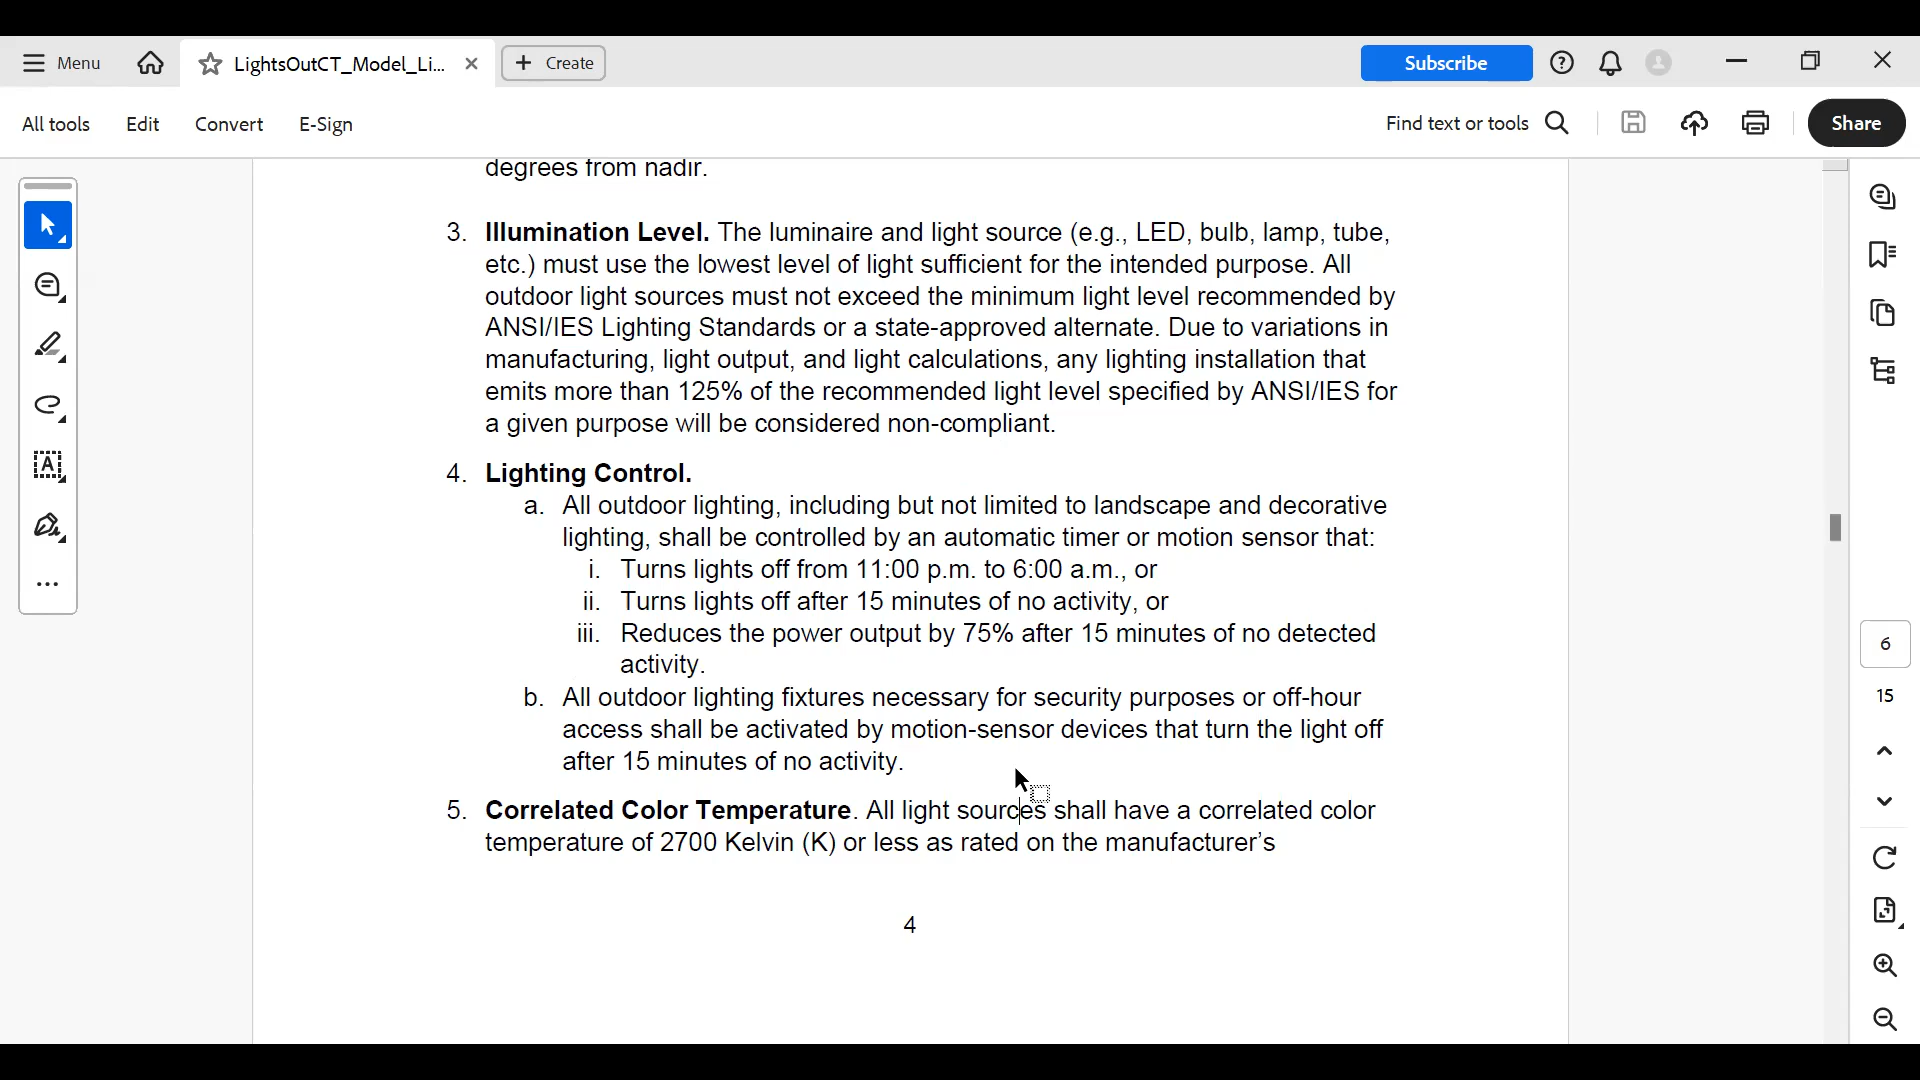 Menu
LightsOutCT_Model_Li...
Create
Subscribe
All tools
Edit
Convert
E-Sign
Find text or tools
Share
degrees from nadir.
3. Illumination Level. The luminaire and light source (e.g., LED, bulb, lamp, tube,
etc.) must use the lowest level of light sufficient for the intended purpose. All
outdoor light sources must not exceed the minimum light level recommended by
ANSI/IES Lighting Standards or a state-approved alternate. Due to variations in
manufacturing, light output, and light calculations, any lighting installation that
emits more than 125% of the recommended light level specified by ANSI/IES for
a given purpose will be considered non-compliant.
4. Lighting Control.
a. All outdoor lighting, including but not limited to landscape and decorative
lighting, shall be controlled by an automatic timer or motion sensor that:
i. Turns lights off from 11:00 p.m. to 6:00 a.m., or
ii. Turns lights off after 15 minutes of no activity, or
iii. Reduces the power output by 75% after 15 minutes of no detected
activity.
b. All outdoor lighting fixtures necessary for security purposes or off-hour
access shall be activated by motion-sensor devices that turn the light off
after 15 minutes of no activity.
5. Correlated Color Temperature. All light sources shall have a correlated color
temperature of 2700 Kelvin (K) or less as rated on the manufacturer's
4
6
15